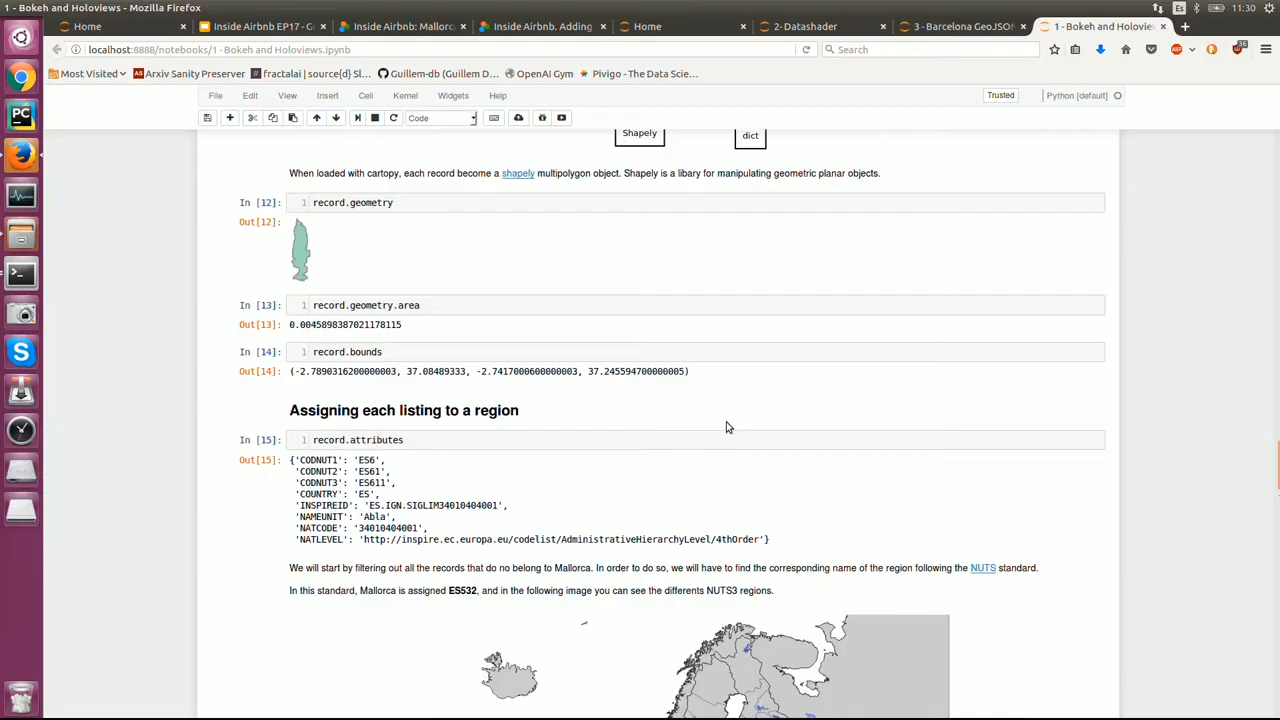 1 - Bokeh and Holoviews - Mozilla Firefox
Es
11:30
Home
Inside Airbnb EP17 - G
Inside Airbnb: Mallorc
Inside Airbnb. Adding
Home
2- Datashader
3 - Barcelona GeoJSON
1 - Bokeh and Holovie
localhost:8888/notebooks/1-Bokeh and Holoviews.ipynb
Search
ABP
36
Most Visited
Arxiv Sanity Preserver
fractalai | source{d} Sl...
Guillem-db (Guillem D...
OpenAI Gym
Pivigo - The Data Scie...
File Edit View Insert Cell Kernel Widgets Help
Trusted
Python [default]
Code
Shapely
dict
When loaded with cartopy, each record become a shapely multipolygon object. Shapely is a libary for manipulating geometric planar objects.
In [12]: 1 record.geometry
Out[12]:
In [13]: 1 record.geometry.area
Out[13]: 0.0045898387021178115
In [14]: 1 record.bounds
Out[14]: (-2.7890316200000003, 37.08489333, -2.7417000600000003, 37.245594700000005)
Assigning each listing to a region
In [15]: 1 record.attributes
Out[15]: {'CODNUT1': 'ES6',
'CODNUT2': 'ES61',
'CODNUT3': 'ES611',
'COUNTRY': 'ES',
'INSPIREID': 'ES.IGN.SIGLIM34010404001',
'NAMEUNIT': 'Abla',
'NATCODE': '34010404001',
'NATLEVEL': 'http://inspire.ec.europa.eu/codelist/AdministrativeHierarchyLevel/4thOrder'}
We will start by filtering out all the records that do no belong to Mallorca. In order to do so, we will have to find the corresponding name of the region following the NUTS standard.
In this standard, Mallorca is assigned ES532, and in the following image you can see the differents NUTS3 regions.